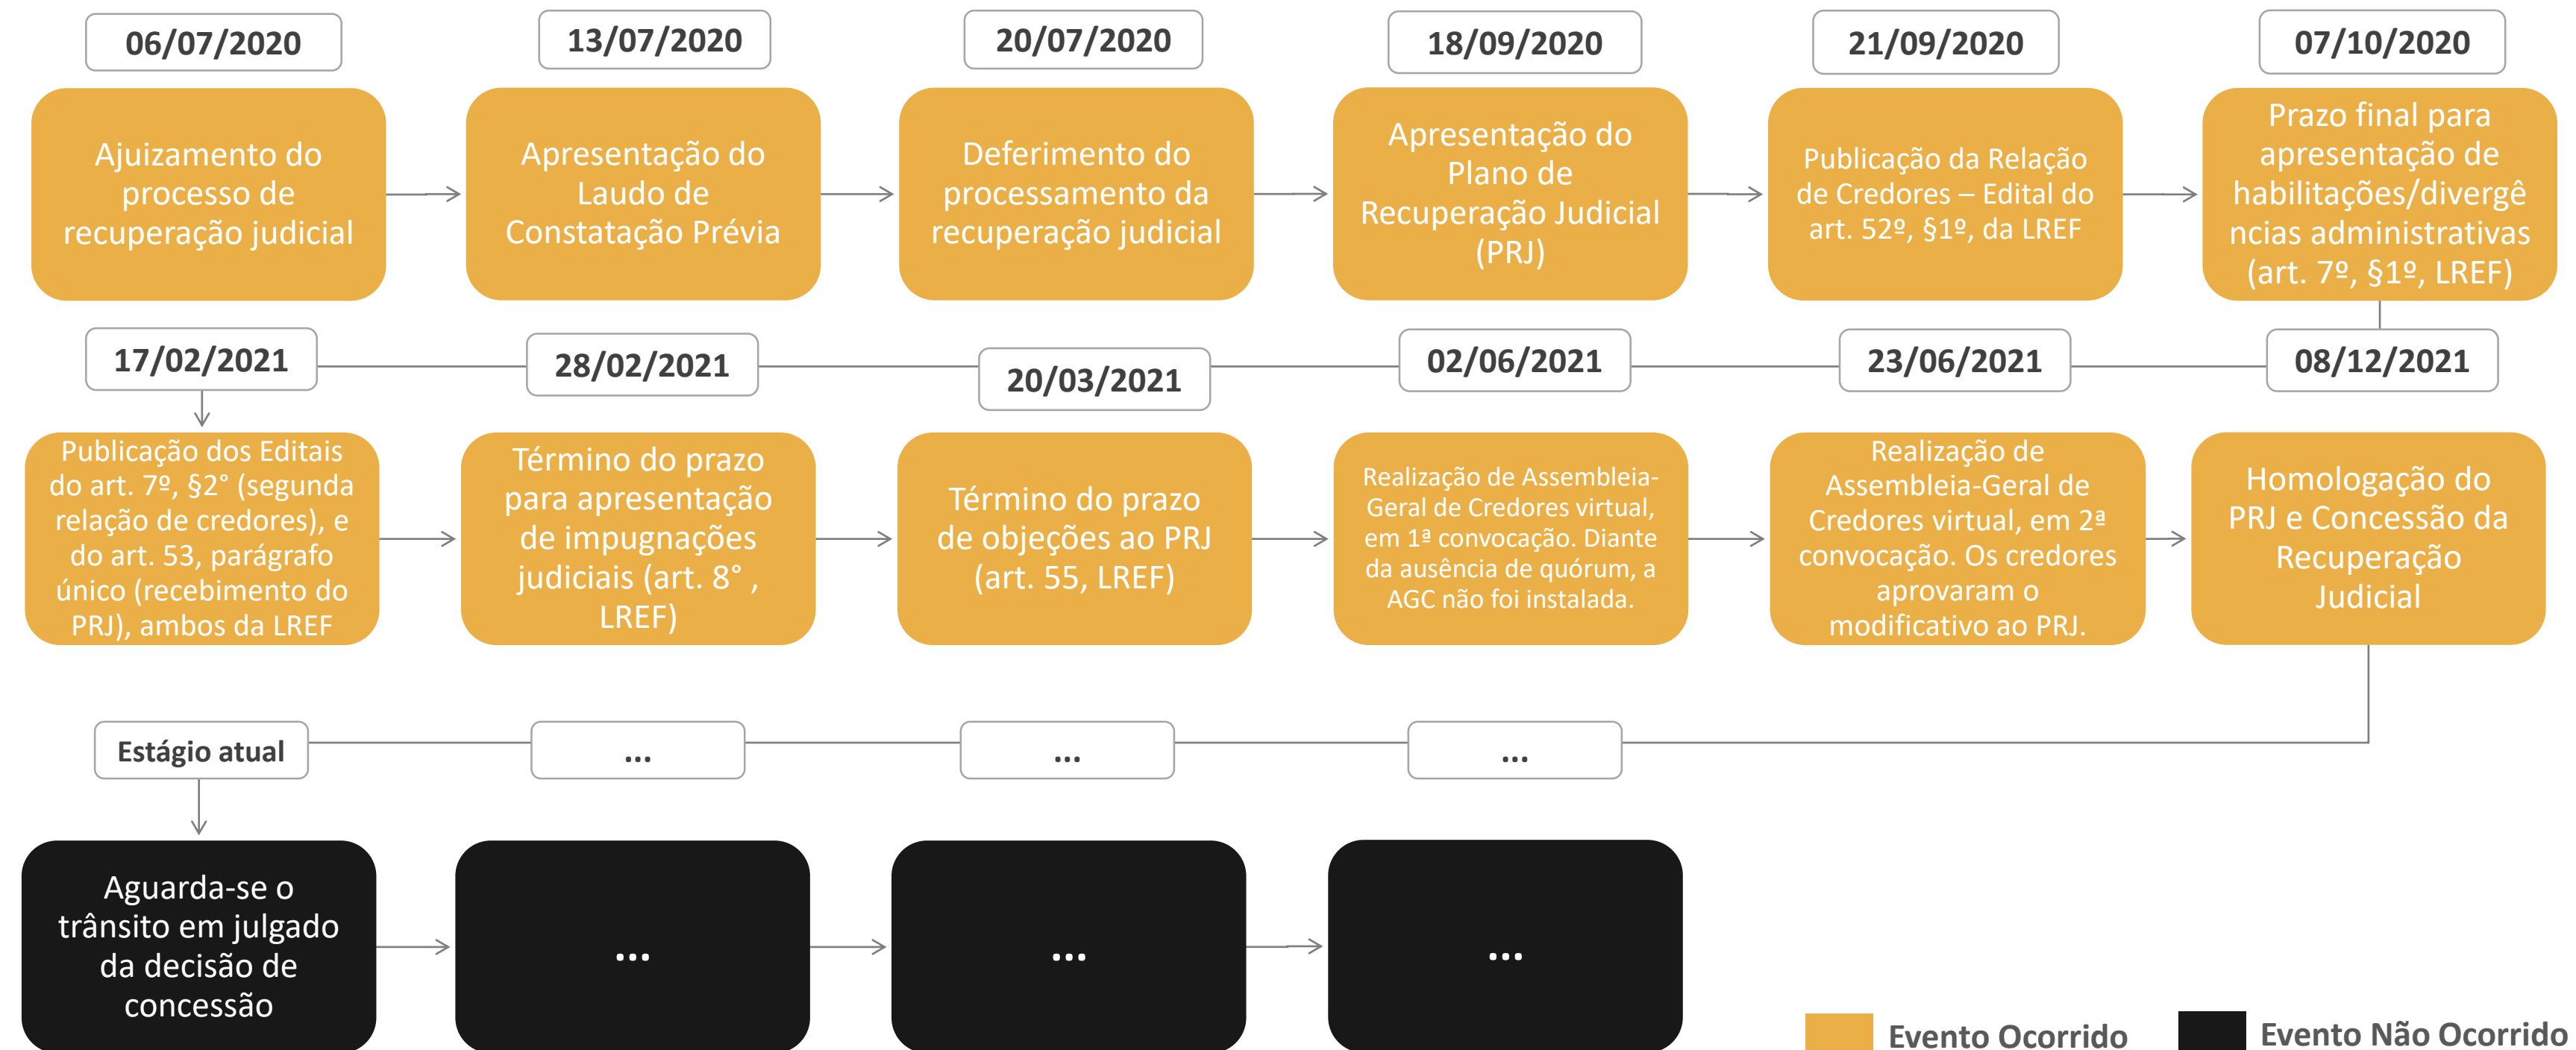 06/07/2020
Ajuizamento do
processo de
recuperação judicial
13/07/2020
Apresentação do
Laudo de
Constatação Prévia
20/07/2020
Deferimento do
processamento da
recuperação judicial
18/09/2020
Apresentação do
Plano de
Recuperação Judicial
(PRJ)
21/09/2020
Publicação da Relação
de Credores – Edital do
art. 52º, §1º, da LREF
07/10/2020
Prazo final para
apresentação de
habilitações/divergê
ncias administrativas
(art. 7º, §1º, LREF)
17/02/2021
Publicação dos Editais
do art. 7º, §2° (segunda
relação de credores), e
do art. 53, parágrafo
único (recebimento do
PRJ), ambos da LREF
28/02/2021
Término do prazo
para apresentação
de impugnações
judiciais (art. 8° ,
LREF)
20/03/2021
Término do prazo
de objeções ao PRJ
(art. 55, LREF)
02/06/2021
Realização de Assembleia-
Geral de Credores virtual,
em 1ª convocação. Diante
da ausência de quórum, a
AGC não foi instalada.
23/06/2021
Realização de
Assembleia-Geral de
Credores virtual, em 2ª
convocação. Os credores
aprovaram o
modificativo ao PRJ.
08/12/2021
Homologação do
PRJ e Concessão da
Recuperação
Judicial
Estágio atual
Aguarda-se o
trânsito em julgado
da decisão de
concessão
...
...
...
...
...
...
Evento Ocorrido
Evento Não Ocorrido